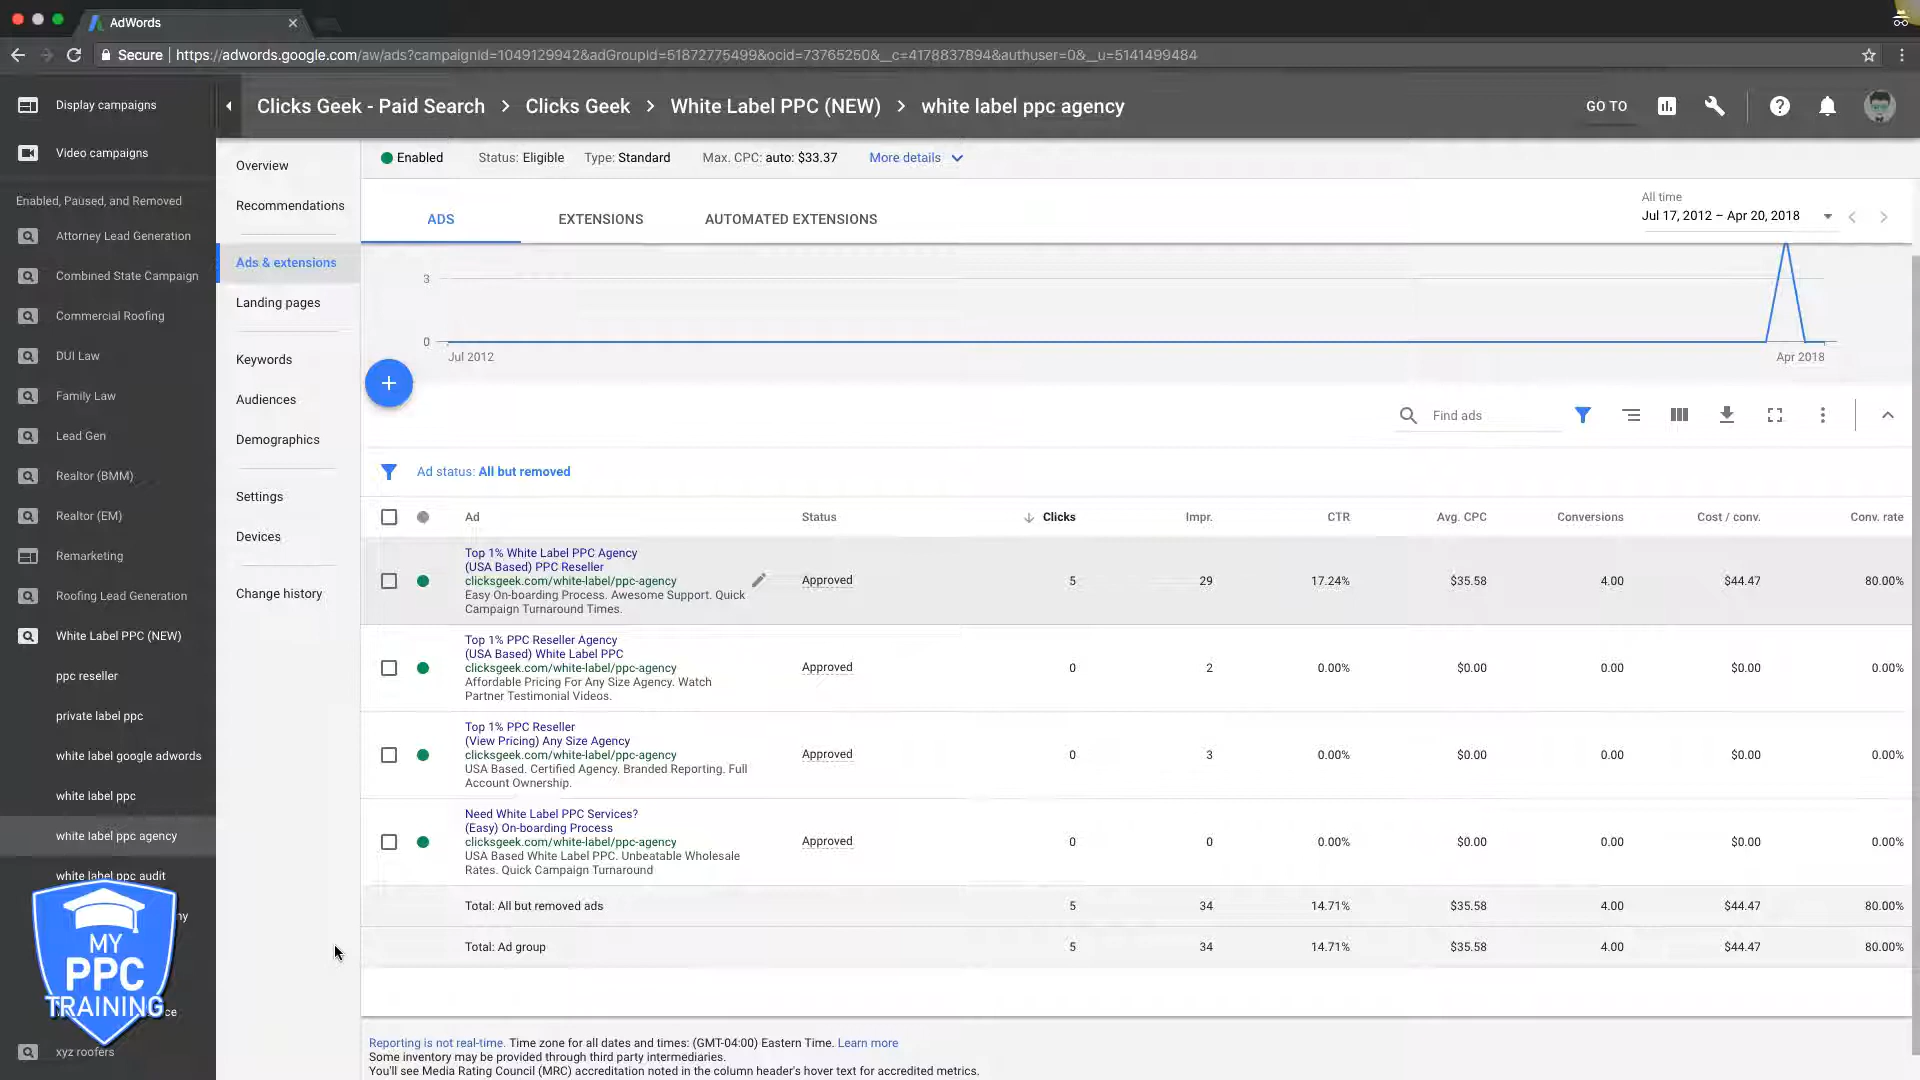 AdWords
Secure https://adwords.google.com/aw/ads?campaignId=1049129942&adGroupId=51872775499&ocid=73765250&__c=4178837894&authuser=0&__u=5141499484
Display campaigns
Video campaigns
Enabled, Paused, and Removed
Attorney Lead Generation
Combined State Campaign
Commercial Roofing
DUI Law
Family Law
Lead Gen
Realtor (BMM)
Realtor (EM)
Remarketing
Roofing Lead Generation
White Label PPC (NEW)
ppc reseller
private label ppc
white label google adwords
white label ppc
white label ppc agency
white label ppc audit
xyz roofers
MY
PPC
TRAINING
Clicks Geek - Paid Search > Clicks Geek > White Label PPC (NEW) > white label ppc agency
GO TO
Overview
Recommendations
Ads & extensions
Landing pages
Keywords
Audiences
Demographics
Settings
Devices
Change history
Enabled Status: Eligible Type: Standard Max. CPC: auto: $33.37 More details
ADS EXTENSIONS AUTOMATED EXTENSIONS
All time
Jul 17, 2012 – Apr 20, 2018
3
0
Jul 2012 Apr 2018
Find ads
Ad status: All but removed
Ad Status Clicks Impr. CTR Avg. CPC Conversions Cost / conv. Conv. rate
Top 1% White Label PPC Agency
(USA Based) PPC Reseller
clicksgeek.com/white-label/ppc-agency
Easy On-boarding Process. Awesome Support. Quick
Campaign Turnaround Times.
Approved 5 29 17.24% $35.58 4.00 $44.47 80.00%
Top 1% PPC Reseller Agency
(USA Based) White Label PPC
clicksgeek.com/white-label/ppc-agency
Affordable Pricing For Any Size Agency. Watch
Partner Testimonial Videos.
Approved 0 2 0.00% $0.00 0.00 $0.00 0.00%
Top 1% PPC Reseller
(View Pricing) Any Size Agency
clicksgeek.com/white-label/ppc-agency
USA Based. Certified Agency. Branded Reporting. Full
Account Ownership.
Approved 0 3 0.00% $0.00 0.00 $0.00 0.00%
Need White Label PPC Services?
(Easy) On-boarding Process
clicksgeek.com/white-label/ppc-agency
USA Based White Label PPC. Unbeatable Wholesale
Rates. Quick Campaign Turnaround
Approved 0 0 0.00% $0.00 0.00 $0.00 0.00%
Total: All but removed ads 5 34 14.71% $35.58 4.00 $44.47 80.00%
Total: Ad group 5 34 14.71% $35.58 4.00 $44.47 80.00%
Reporting is not real-time. Time zone for all dates and times: (GMT-04:00) Eastern Time. Learn more
Some inventory may be provided through third party intermediaries.
You'll see Media Rating Council (MRC) accreditation noted in the column header's hover text for accredited metrics.